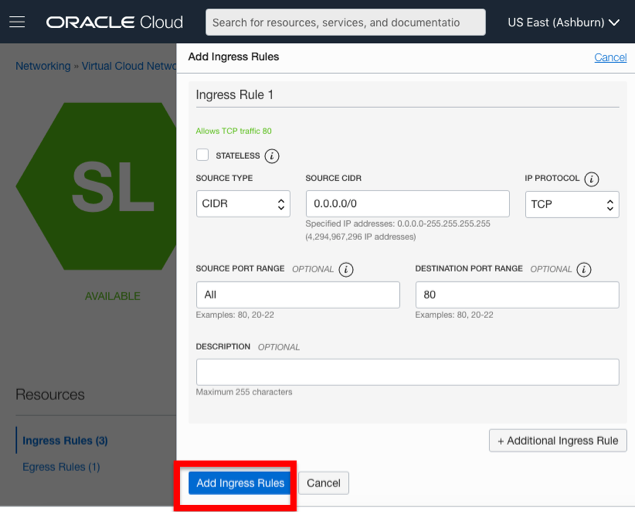 ORACLE Cloud
Search for resources, services, and documentatio
US East (Ashburn)
Networking » Virtual Cloud Netwo
Add Ingress Rules
Cancel
SL
AVAILABLE
Resources
Ingress Rules (3)
Egress Rules (1)
Ingress Rule 1
Allows TCP traffic 80
STATELESS i
SOURCE TYPE
SOURCE CIDR
IP PROTOCOL i
CIDR
0.0.0.0/0
TCP
Specified IP addresses: 0.0.0.0-255.255.255.255
(4,294,967,296 IP addresses)
SOURCE PORT RANGE OPTIONAL i
DESTINATION PORT RANGE OPTIONAL i
All
80
Examples: 80, 20-22
Examples: 80, 20-22
DESCRIPTION OPTIONAL
Maximum 255 characters
+ Additional Ingress Rule
Add Ingress Rules
Cancel